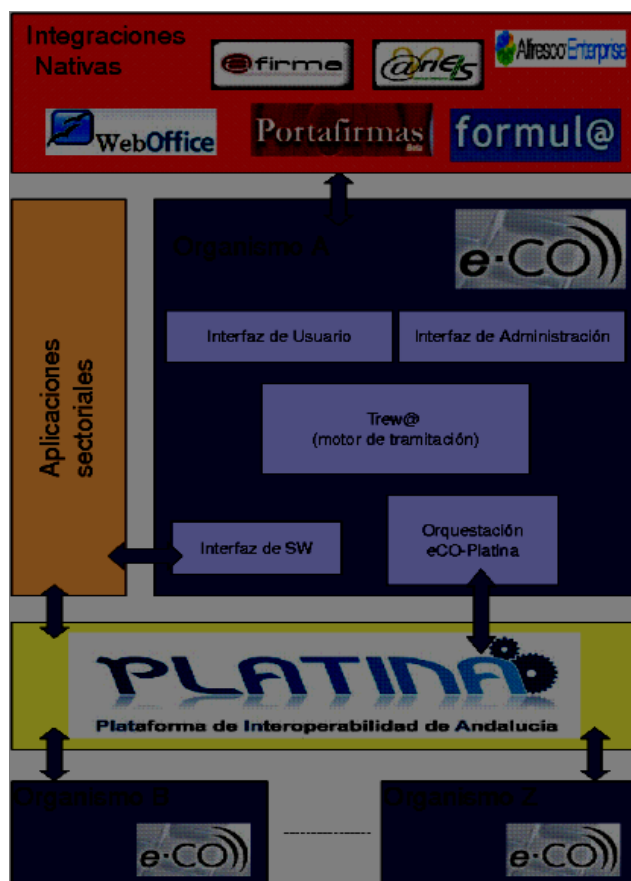 Integraciones
Nativas
@firma
@ries
Alfresco Enterprise
WebOffice
Portafirmas
Beta
formul@
Organismo A
e·CO
Interfaz de Usuario
Interfaz de Administración
Aplicaciones
sectoriales
Trew@
(motor de tramitación)
Interfaz de SW
Orquestación
eCO-Platina
PLATINA
Plataforma de Interoperabilidad de Andalucia
Organismo B
e·CO
Organismo Z
e·CO